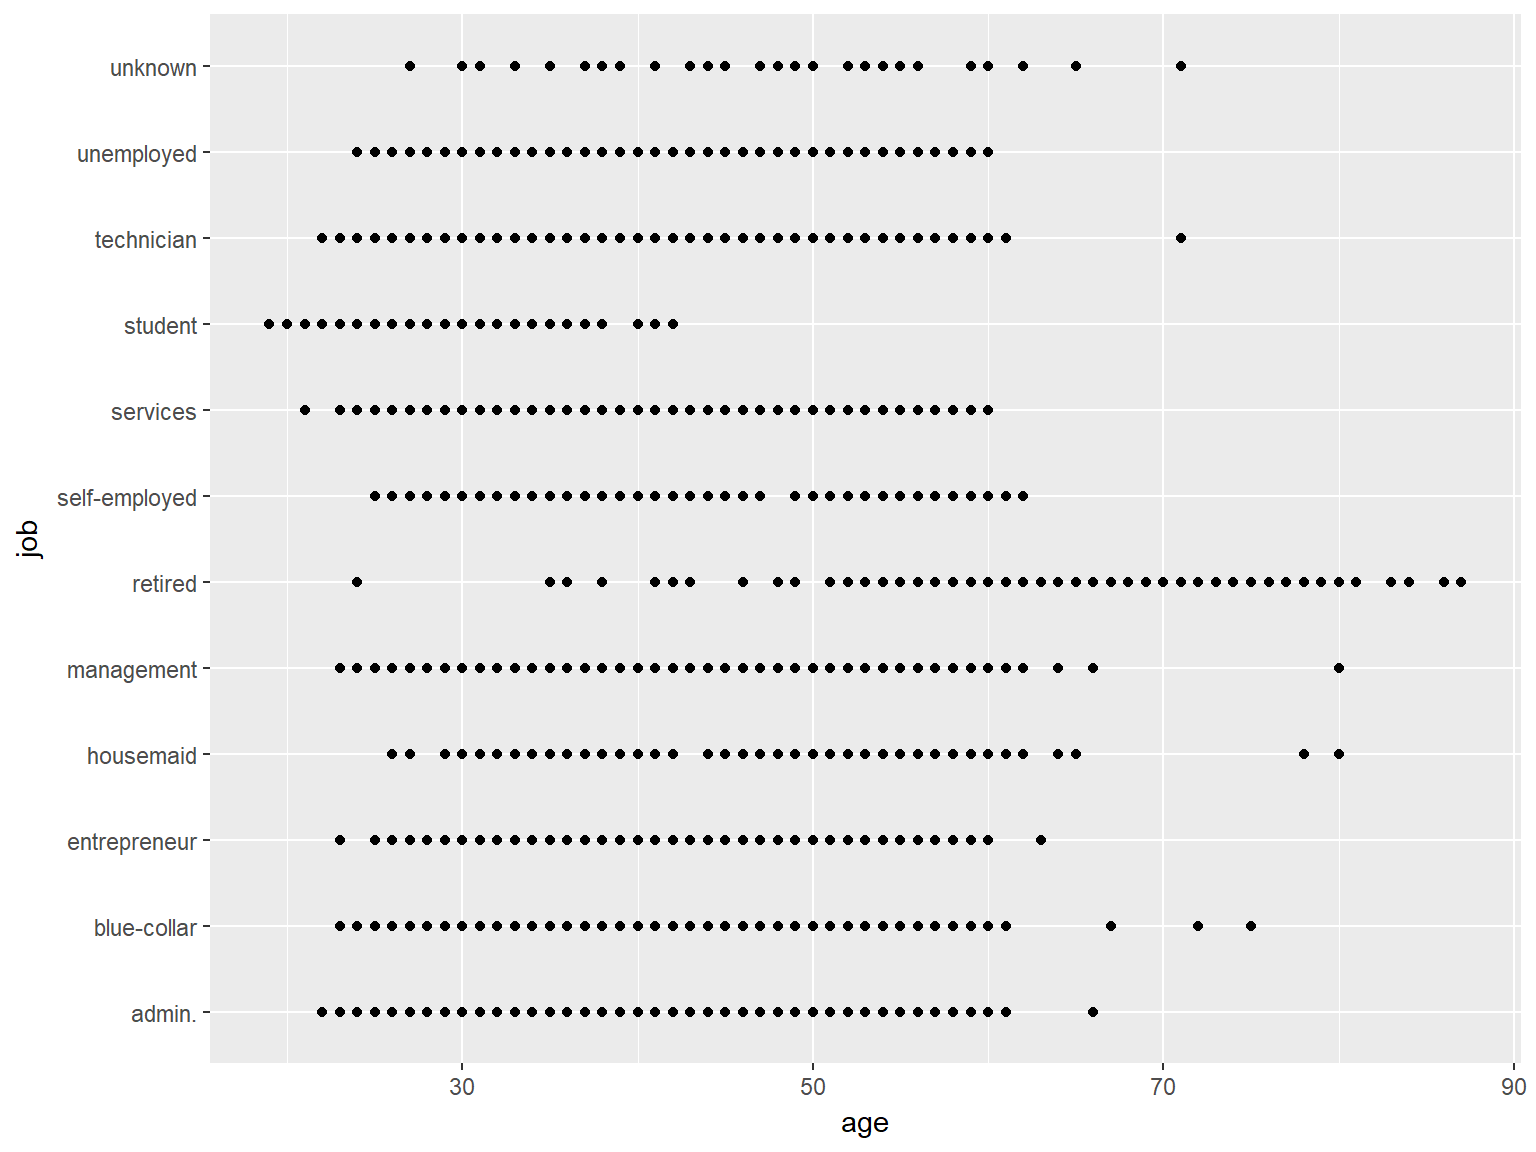 unknown
unemployed
technician
student
services
self-employed
retired
management
housemaid
entrepreneur
blue-collar
admin.
job
30 50 70 90
age